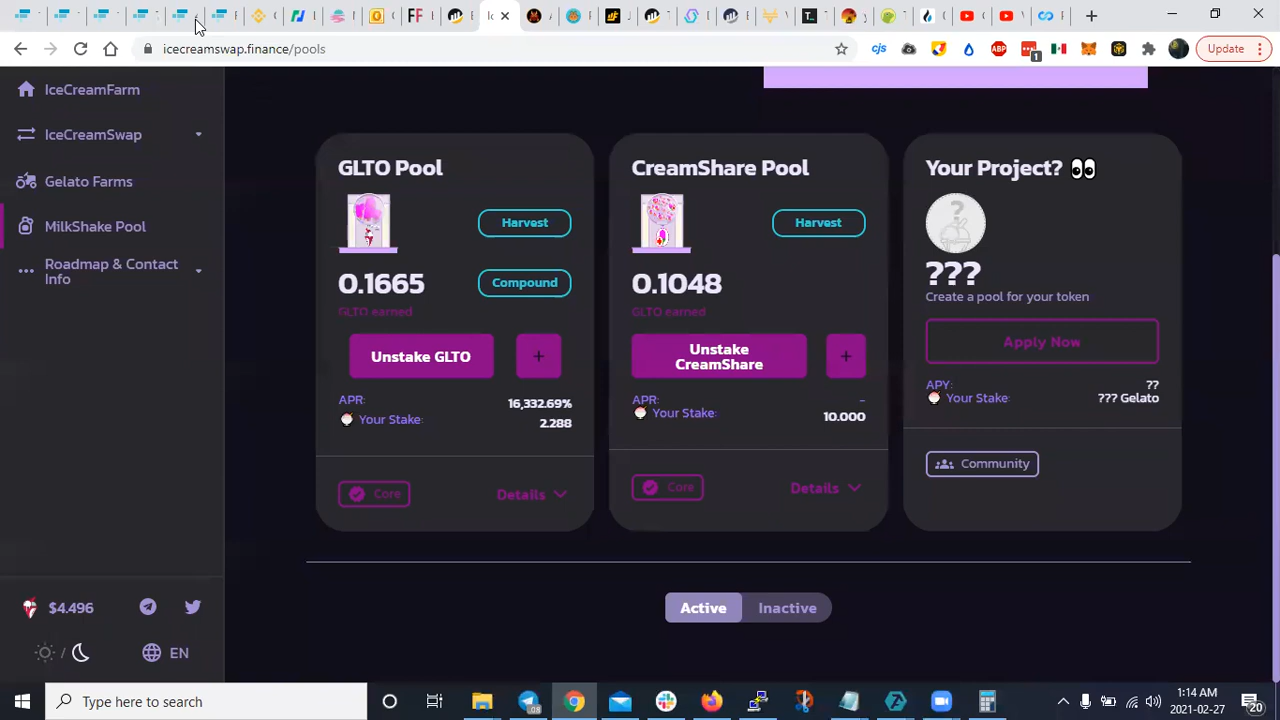 icecreamswap.finance/pools
cjs
ABP
1
Update
IceCreamFarm
IceCreamSwap
Gelato Farms
MilkShake Pool
Roadmap & Contact
Info
$4.496
EN
GLTO Pool
Harvest
0.1665
Compound
GLTO earned
Unstake GLTO
+
APR:
16,332.69%
Your Stake:
2.288
Core
Details
CreamShare Pool
Harvest
0.1048
GLTO earned
Unstake
CreamShare
+
APR:
-
Your Stake:
10.000
Core
Details
Your Project?
???
Create a pool for your token
Apply Now
APY:
??
Your Stake:
??? Gelato
Community
Active
Inactive
Type here to search
1:14 AM
2021-02-27
20